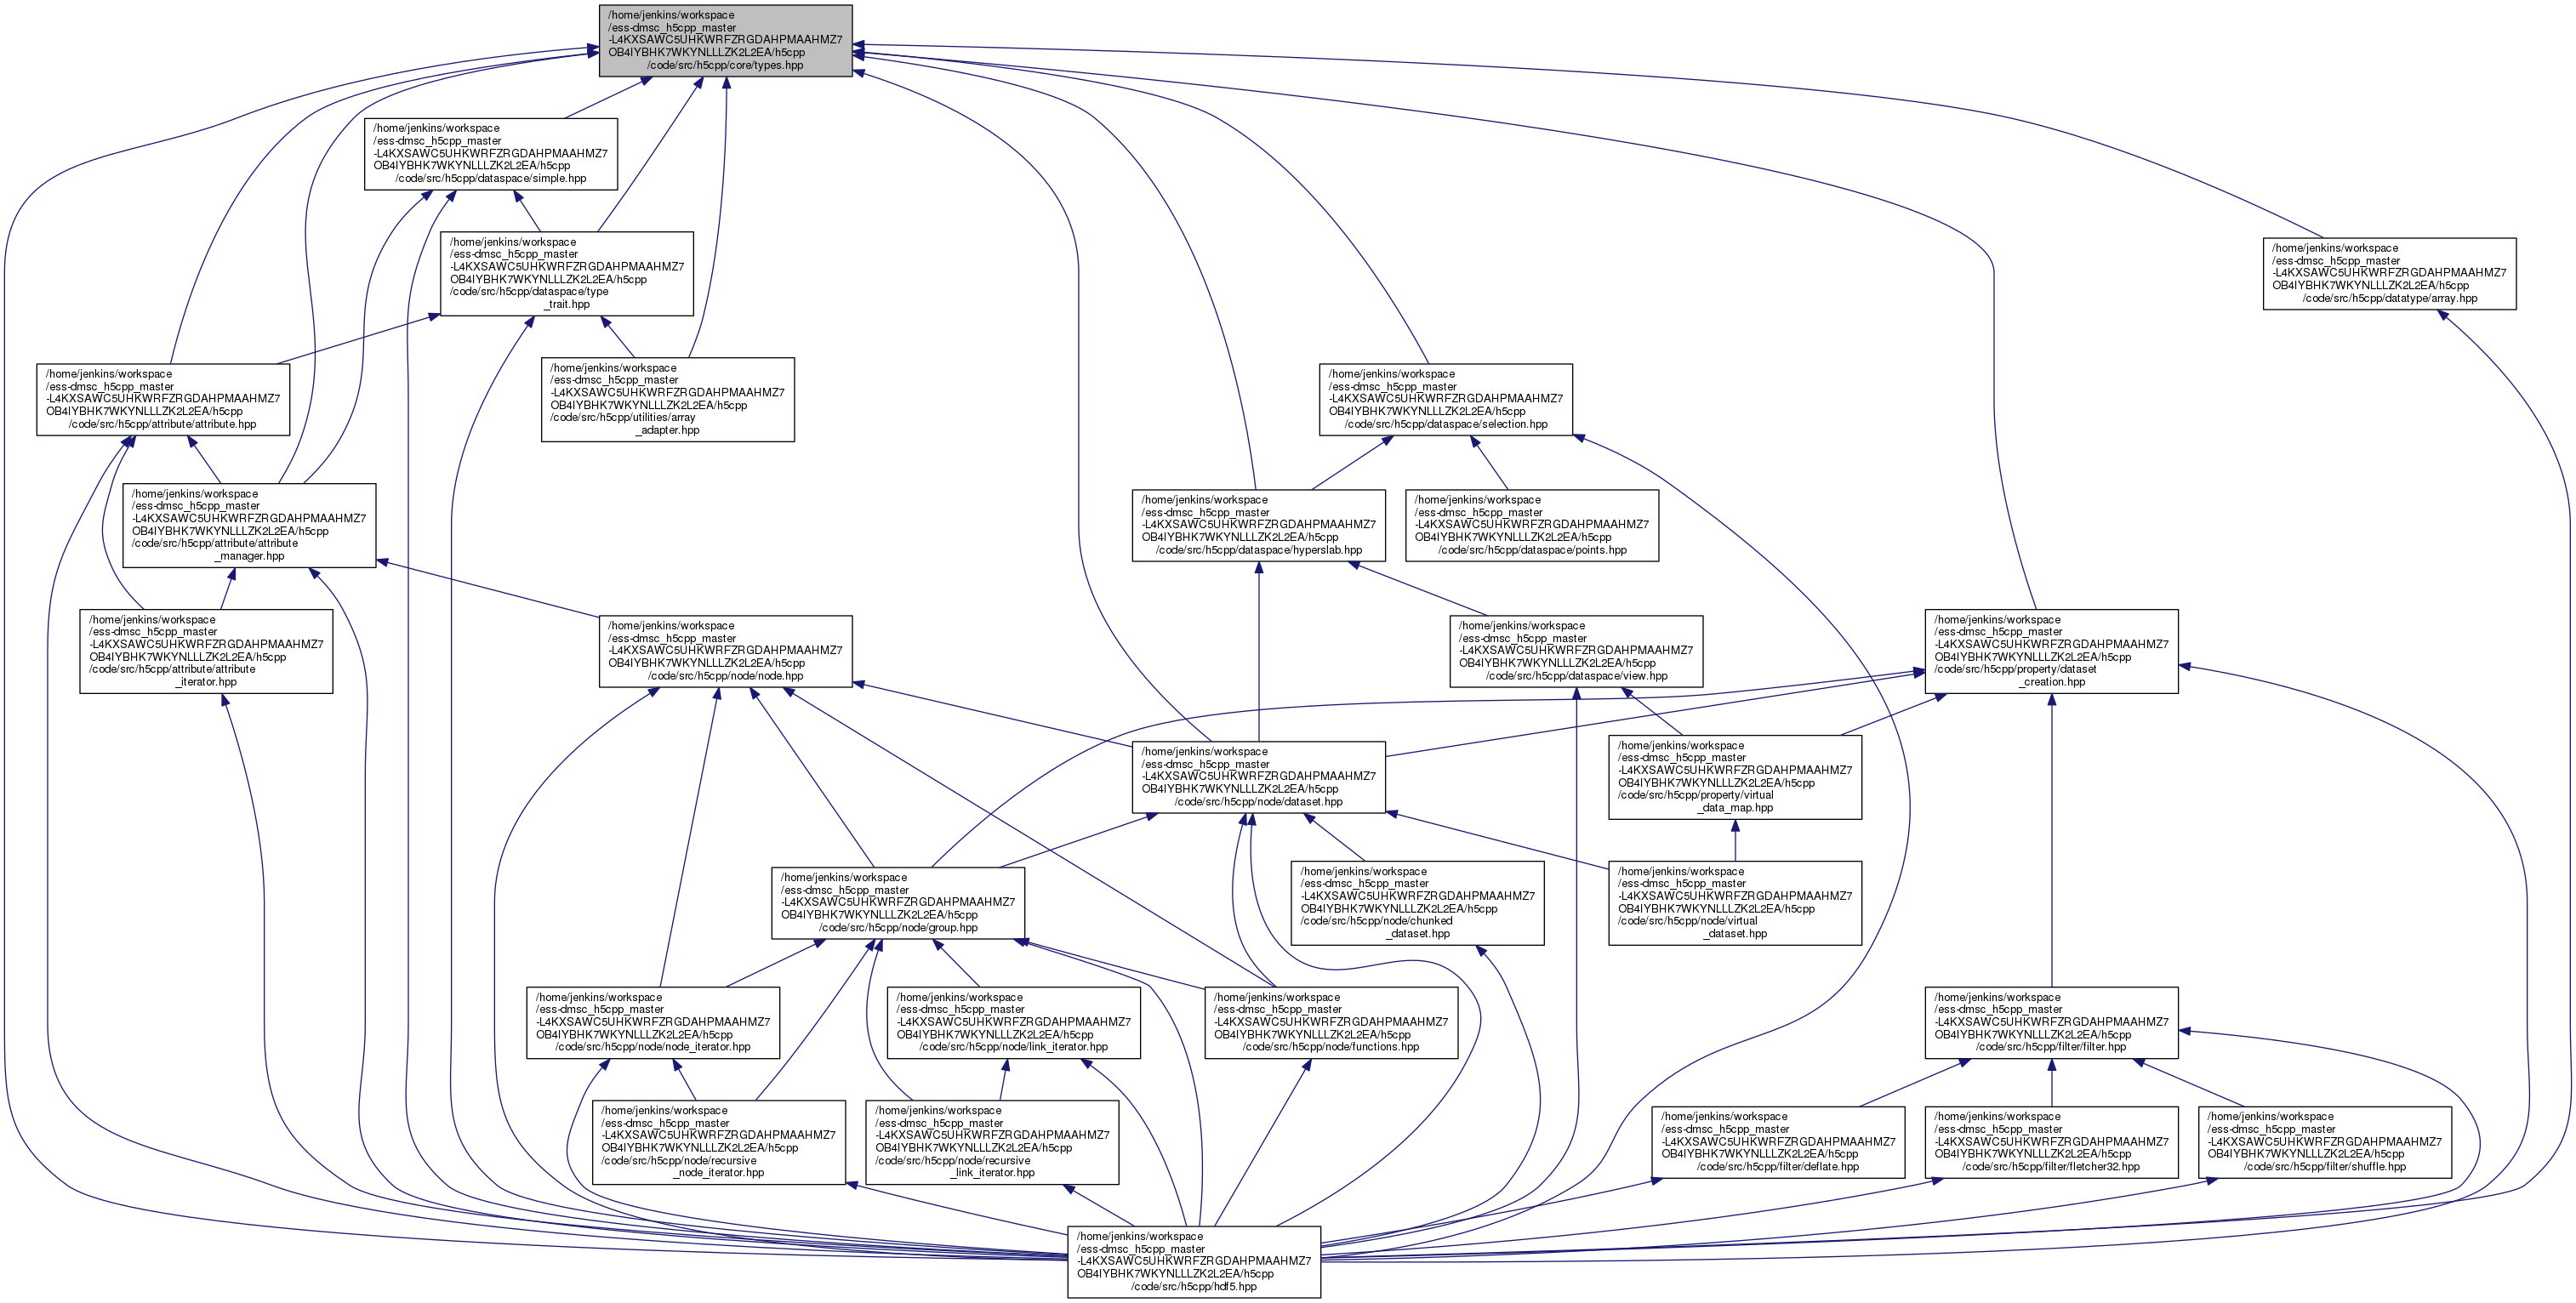 /home/jenkins/workspace
/ess-dmsc_h5cpp_master
-L4KXSAWC5UHKWRFZRGDAHPMAAHMZ7
OB4IYBHK7WKYNLLLZK2L2EA/h5cpp
/code/src/h5cpp/core/types.hpp
/home/jenkins/workspace
/ess-dmsc_h5cpp_master
-L4KXSAWC5UHKWRFZRGDAHPMAAHMZ7
OB4IYBHK7WKYNLLLZK2L2EA/h5cpp
/code/src/h5cpp/dataspace/simple.hpp
/home/jenkins/workspace
/ess-dmsc_h5cpp_master
-L4KXSAWC5UHKWRFZRGDAHPMAAHMZ7
OB4IYBHK7WKYNLLLZK2L2EA/h5cpp
/code/src/h5cpp/dataspace/type
_trait.hpp
/home/jenkins/workspace
/ess-dmsc_h5cpp_master
-L4KXSAWC5UHKWRFZRGDAHPMAAHMZ7
OB4IYBHK7WKYNLLLZK2L2EA/h5cpp
/code/src/h5cpp/datatype/array.hpp
/home/jenkins/workspace
/ess-dmsc_h5cpp_master
-L4KXSAWC5UHKWRFZRGDAHPMAAHMZ7
OB4IYBHK7WKYNLLLZK2L2EA/h5cpp
/code/src/h5cpp/attribute/attribute.hpp
/home/jenkins/workspace
/ess-dmsc_h5cpp_master
-L4KXSAWC5UHKWRFZRGDAHPMAAHMZ7
OB4IYBHK7WKYNLLLZK2L2EA/h5cpp
/code/src/h5cpp/utilities/array
_adapter.hpp
/home/jenkins/workspace
/ess-dmsc_h5cpp_master
-L4KXSAWC5UHKWRFZRGDAHPMAAHMZ7
OB4IYBHK7WKYNLLLZK2L2EA/h5cpp
/code/src/h5cpp/dataspace/selection.hpp
/home/jenkins/workspace
/ess-dmsc_h5cpp_master
-L4KXSAWC5UHKWRFZRGDAHPMAAHMZ7
OB4IYBHK7WKYNLLLZK2L2EA/h5cpp
/code/src/h5cpp/attribute/attribute
_manager.hpp
/home/jenkins/workspace
/ess-dmsc_h5cpp_master
-L4KXSAWC5UHKWRFZRGDAHPMAAHMZ7
OB4IYBHK7WKYNLLLZK2L2EA/h5cpp
/code/src/h5cpp/dataspace/hyperslab.hpp
/home/jenkins/workspace
/ess-dmsc_h5cpp_master
-L4KXSAWC5UHKWRFZRGDAHPMAAHMZ7
OB4IYBHK7WKYNLLLZK2L2EA/h5cpp
/code/src/h5cpp/dataspace/points.hpp
/home/jenkins/workspace
/ess-dmsc_h5cpp_master
-L4KXSAWC5UHKWRFZRGDAHPMAAHMZ7
OB4IYBHK7WKYNLLLZK2L2EA/h5cpp
/code/src/h5cpp/attribute/attribute
_iterator.hpp
/home/jenkins/workspace
/ess-dmsc_h5cpp_master
-L4KXSAWC5UHKWRFZRGDAHPMAAHMZ7
OB4IYBHK7WKYNLLLZK2L2EA/h5cpp
/code/src/h5cpp/node/node.hpp
/home/jenkins/workspace
/ess-dmsc_h5cpp_master
-L4KXSAWC5UHKWRFZRGDAHPMAAHMZ7
OB4IYBHK7WKYNLLLZK2L2EA/h5cpp
/code/src/h5cpp/dataspace/view.hpp
/home/jenkins/workspace
/ess-dmsc_h5cpp_master
-L4KXSAWC5UHKWRFZRGDAHPMAAHMZ7
OB4IYBHK7WKYNLLLZK2L2EA/h5cpp
/code/src/h5cpp/property/dataset
_creation.hpp
/home/jenkins/workspace
/ess-dmsc_h5cpp_master
-L4KXSAWC5UHKWRFZRGDAHPMAAHMZ7
OB4IYBHK7WKYNLLLZK2L2EA/h5cpp
/code/src/h5cpp/node/dataset.hpp
/home/jenkins/workspace
/ess-dmsc_h5cpp_master
-L4KXSAWC5UHKWRFZRGDAHPMAAHMZ7
OB4IYBHK7WKYNLLLZK2L2EA/h5cpp
/code/src/h5cpp/property/virtual
_data_map.hpp
/home/jenkins/workspace
/ess-dmsc_h5cpp_master
-L4KXSAWC5UHKWRFZRGDAHPMAAHMZ7
OB4IYBHK7WKYNLLLZK2L2EA/h5cpp
/code/src/h5cpp/node/group.hpp
/home/jenkins/workspace
/ess-dmsc_h5cpp_master
-L4KXSAWC5UHKWRFZRGDAHPMAAHMZ7
OB4IYBHK7WKYNLLLZK2L2EA/h5cpp
/code/src/h5cpp/node/chunked
_dataset.hpp
/home/jenkins/workspace
/ess-dmsc_h5cpp_master
-L4KXSAWC5UHKWRFZRGDAHPMAAHMZ7
OB4IYBHK7WKYNLLLZK2L2EA/h5cpp
/code/src/h5cpp/node/virtual
_dataset.hpp
/home/jenkins/workspace
/ess-dmsc_h5cpp_master
-L4KXSAWC5UHKWRFZRGDAHPMAAHMZ7
OB4IYBHK7WKYNLLLZK2L2EA/h5cpp
/code/src/h5cpp/node/node_iterator.hpp
/home/jenkins/workspace
/ess-dmsc_h5cpp_master
-L4KXSAWC5UHKWRFZRGDAHPMAAHMZ7
OB4IYBHK7WKYNLLLZK2L2EA/h5cpp
/code/src/h5cpp/node/link_iterator.hpp
/home/jenkins/workspace
/ess-dmsc_h5cpp_master
-L4KXSAWC5UHKWRFZRGDAHPMAAHMZ7
OB4IYBHK7WKYNLLLZK2L2EA/h5cpp
/code/src/h5cpp/node/functions.hpp
/home/jenkins/workspace
/ess-dmsc_h5cpp_master
-L4KXSAWC5UHKWRFZRGDAHPMAAHMZ7
OB4IYBHK7WKYNLLLZK2L2EA/h5cpp
/code/src/h5cpp/filter/filter.hpp
/home/jenkins/workspace
/ess-dmsc_h5cpp_master
-L4KXSAWC5UHKWRFZRGDAHPMAAHMZ7
OB4IYBHK7WKYNLLLZK2L2EA/h5cpp
/code/src/h5cpp/node/recursive
_node_iterator.hpp
/home/jenkins/workspace
/ess-dmsc_h5cpp_master
-L4KXSAWC5UHKWRFZRGDAHPMAAHMZ7
OB4IYBHK7WKYNLLLZK2L2EA/h5cpp
/code/src/h5cpp/node/recursive
_link_iterator.hpp
/home/jenkins/workspace
/ess-dmsc_h5cpp_master
-L4KXSAWC5UHKWRFZRGDAHPMAAHMZ7
OB4IYBHK7WKYNLLLZK2L2EA/h5cpp
/code/src/h5cpp/filter/deflate.hpp
/home/jenkins/workspace
/ess-dmsc_h5cpp_master
-L4KXSAWC5UHKWRFZRGDAHPMAAHMZ7
OB4IYBHK7WKYNLLLZK2L2EA/h5cpp
/code/src/h5cpp/filter/fletcher32.hpp
/home/jenkins/workspace
/ess-dmsc_h5cpp_master
-L4KXSAWC5UHKWRFZRGDAHPMAAHMZ7
OB4IYBHK7WKYNLLLZK2L2EA/h5cpp
/code/src/h5cpp/filter/shuffle.hpp
/home/jenkins/workspace
/ess-dmsc_h5cpp_master
-L4KXSAWC5UHKWRFZRGDAHPMAAHMZ7
OB4IYBHK7WKYNLLLZK2L2EA/h5cpp
/code/src/h5cpp/hdf5.hpp